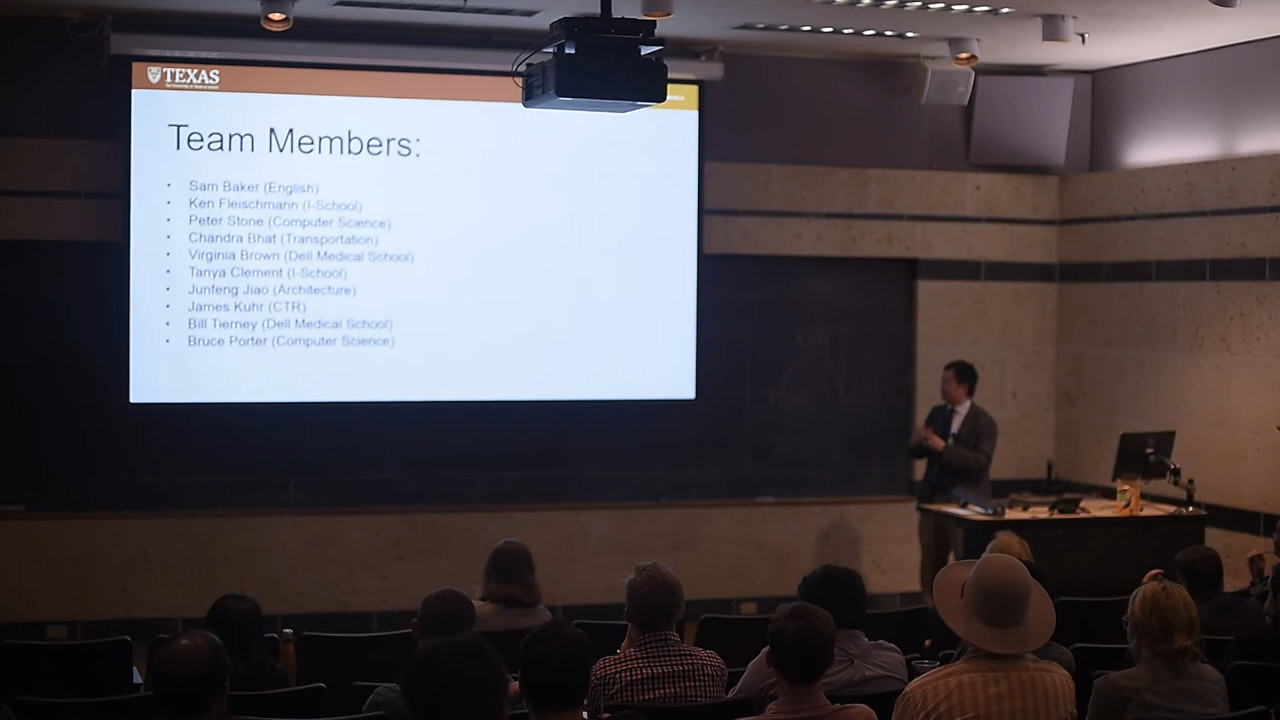 TEXAS
Team Members:
• Sam Baker (English)
• Ken Fleischmann (I-School)
• Peter Stone (Computer Science)
• Chandra Bhat (Transportation)
• Virginia Brown (Dell Medical School)
• Tanya Clement (I-School)
• Junfeng Jiao (Architecture)
• James Kuhr (CTR)
• Bill Tierney (Dell Medical School)
• Bruce Porter (Computer Science)